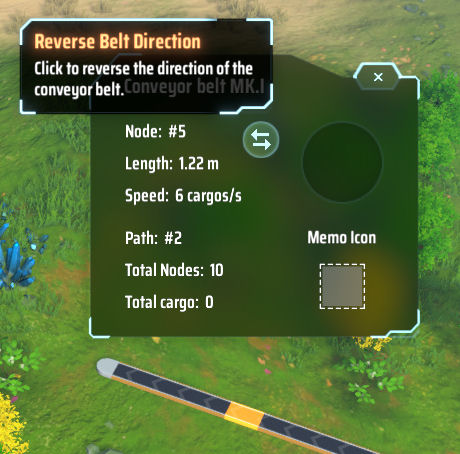 Reverse Belt Direction
Click to reverse the direction of the
conveyor belt.
Conveyor belt MK.I
Node: #5
Length: 1.22 m
Speed: 6 cargos/s
Path: #2
Memo Icon
Total Nodes: 10
Total cargo: 0